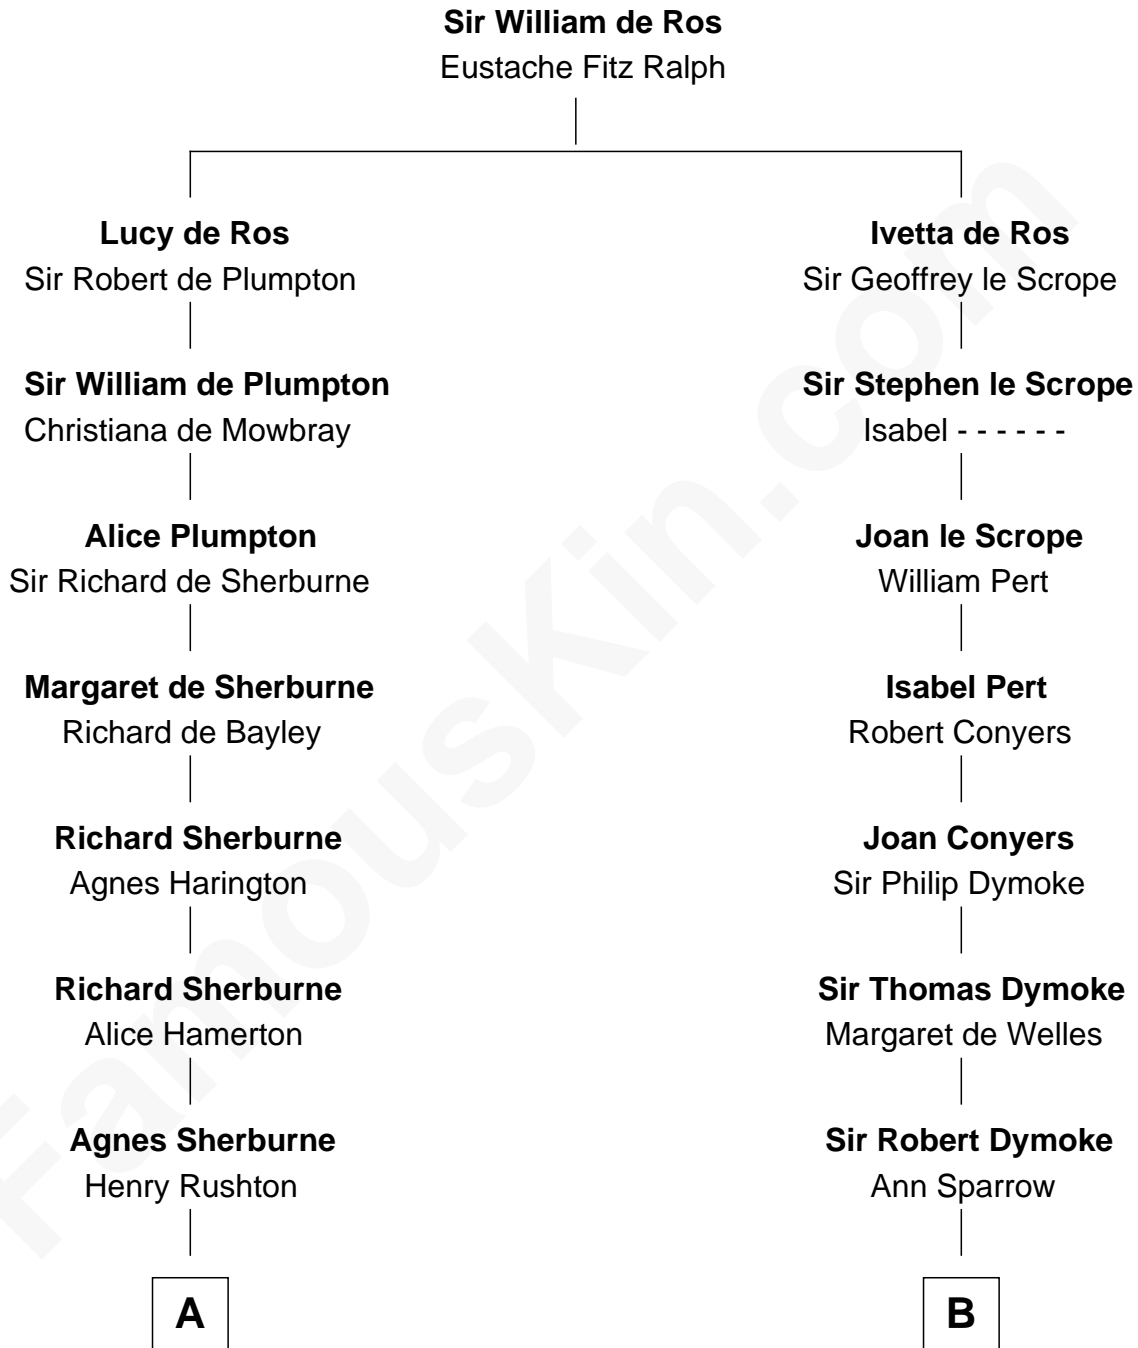 Sir William de Ros
Eustache Fitz Ralph
Lucy de Ros
Sir Robert de Plumpton
Ivetta de Ros
Sir Geoffrey le Scrope
Sir William de Plumpton
Christiana de Mowbray
Sir Stephen le Scrope
Isabel - - - - - -
Alice Plumpton
Sir Richard de Sherburne
Joan le Scrope
William Pert
Margaret de Sherburne
Richard de Bayley
Isabel Pert
Robert Conyers
Richard Sherburne
Agnes Harington
Joan Conyers
Sir Philip Dymoke
Richard Sherburne
Alice Hamerton
Sir Thomas Dymoke
Margaret de Welles
Agnes Sherburne
Henry Rushton
Sir Robert Dymoke
Ann Sparrow
A
B
FamousKin.com